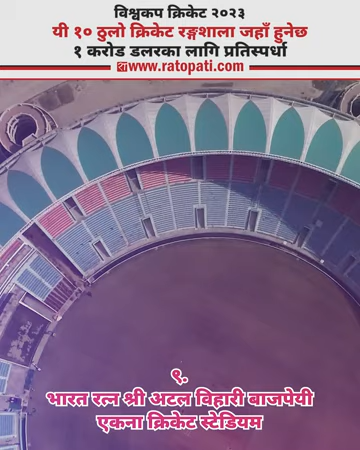 विश्वकप क्रिकेट २०२३
यी १० ठुलो क्रिकेट रङ्गशाला जहाँ हुनेछ
१ करोड डलरका लागि प्रतिस्पर्धा
www.ratopati.com
९.
भारत रत्न श्री अटल विहारी बाजपेयी
एकना क्रिकेट स्टेडियम